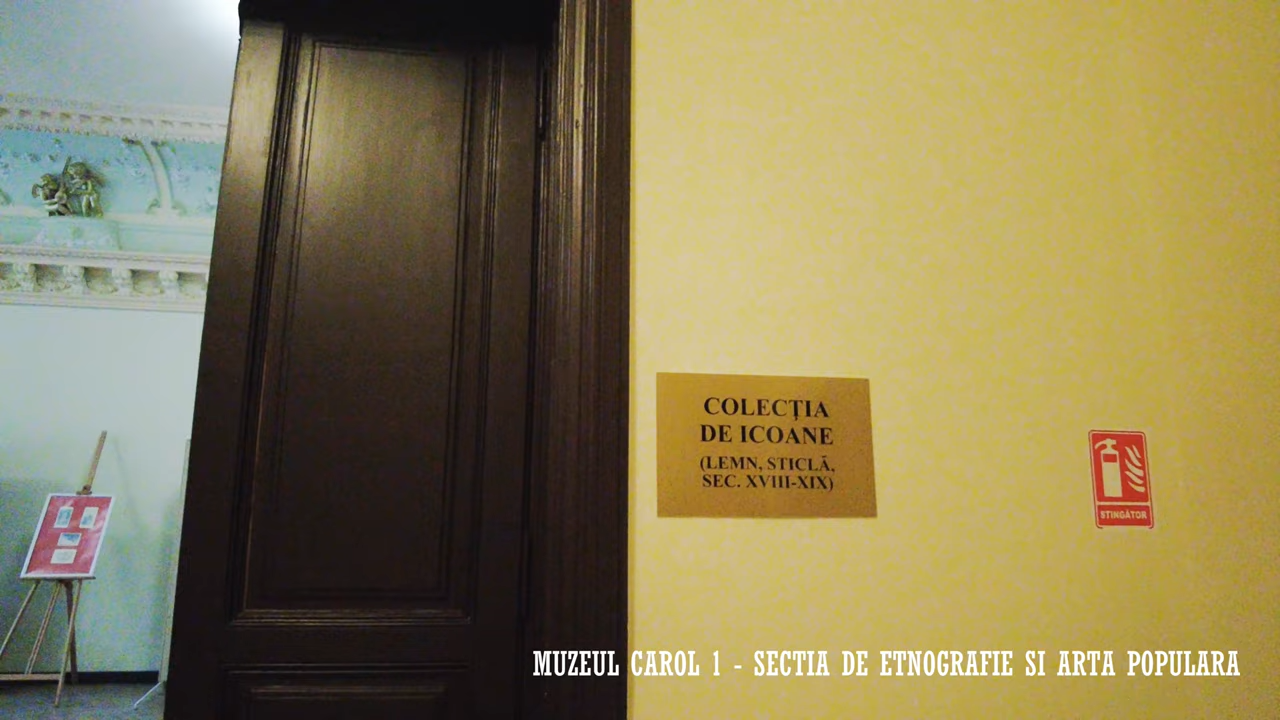 COLECȚIA
DE ICOANE
(LEMN, STICLĂ,
SEC. XVIII-XIX)
STINGĂTOR
MUZEUL CAROL 1 - SECTIA DE ETNOGRAFIE SI ARTA POPULARA